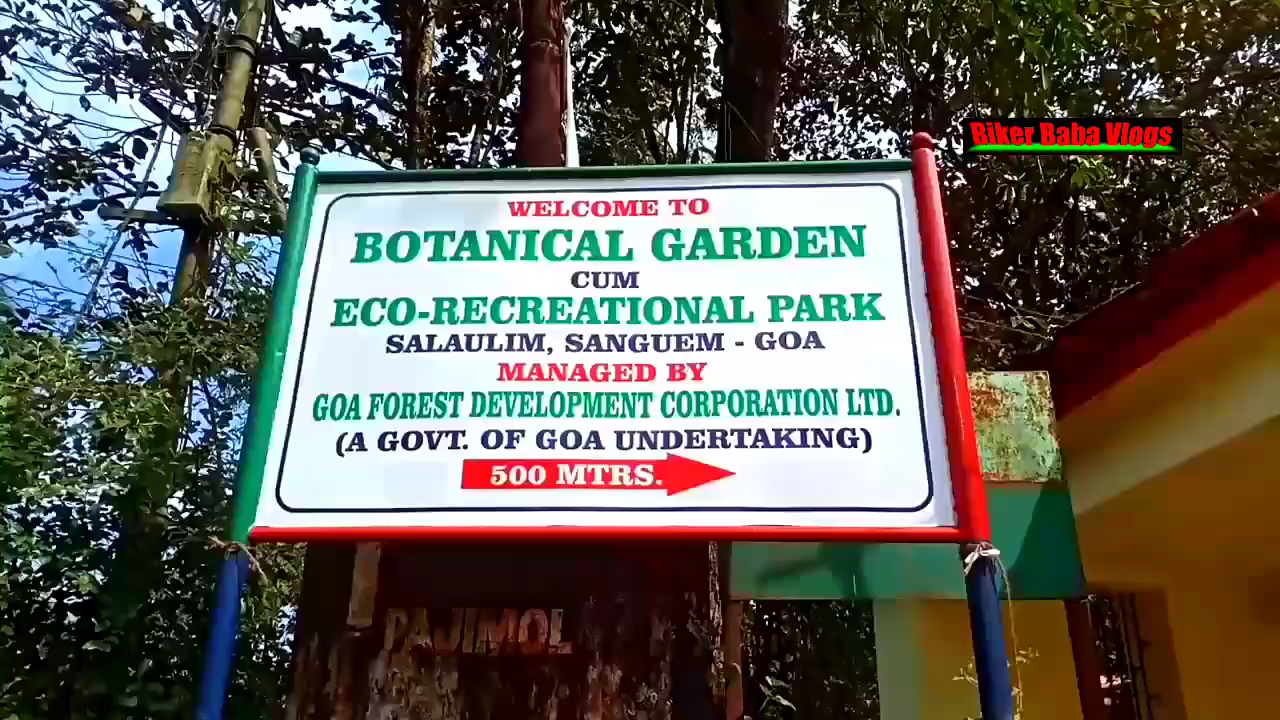 Biker Baba Vlogs
WELCOME TO
BOTANICAL GARDEN
CUM
ECO-RECREATIONAL PARK
SALAULIM, SANGUEM - GOA
MANAGED BY
GOA FOREST DEVELOPMENT CORPORATION LTD.
(A GOVT. OF GOA UNDERTAKING)
500 MTRS.
PAJIMOL